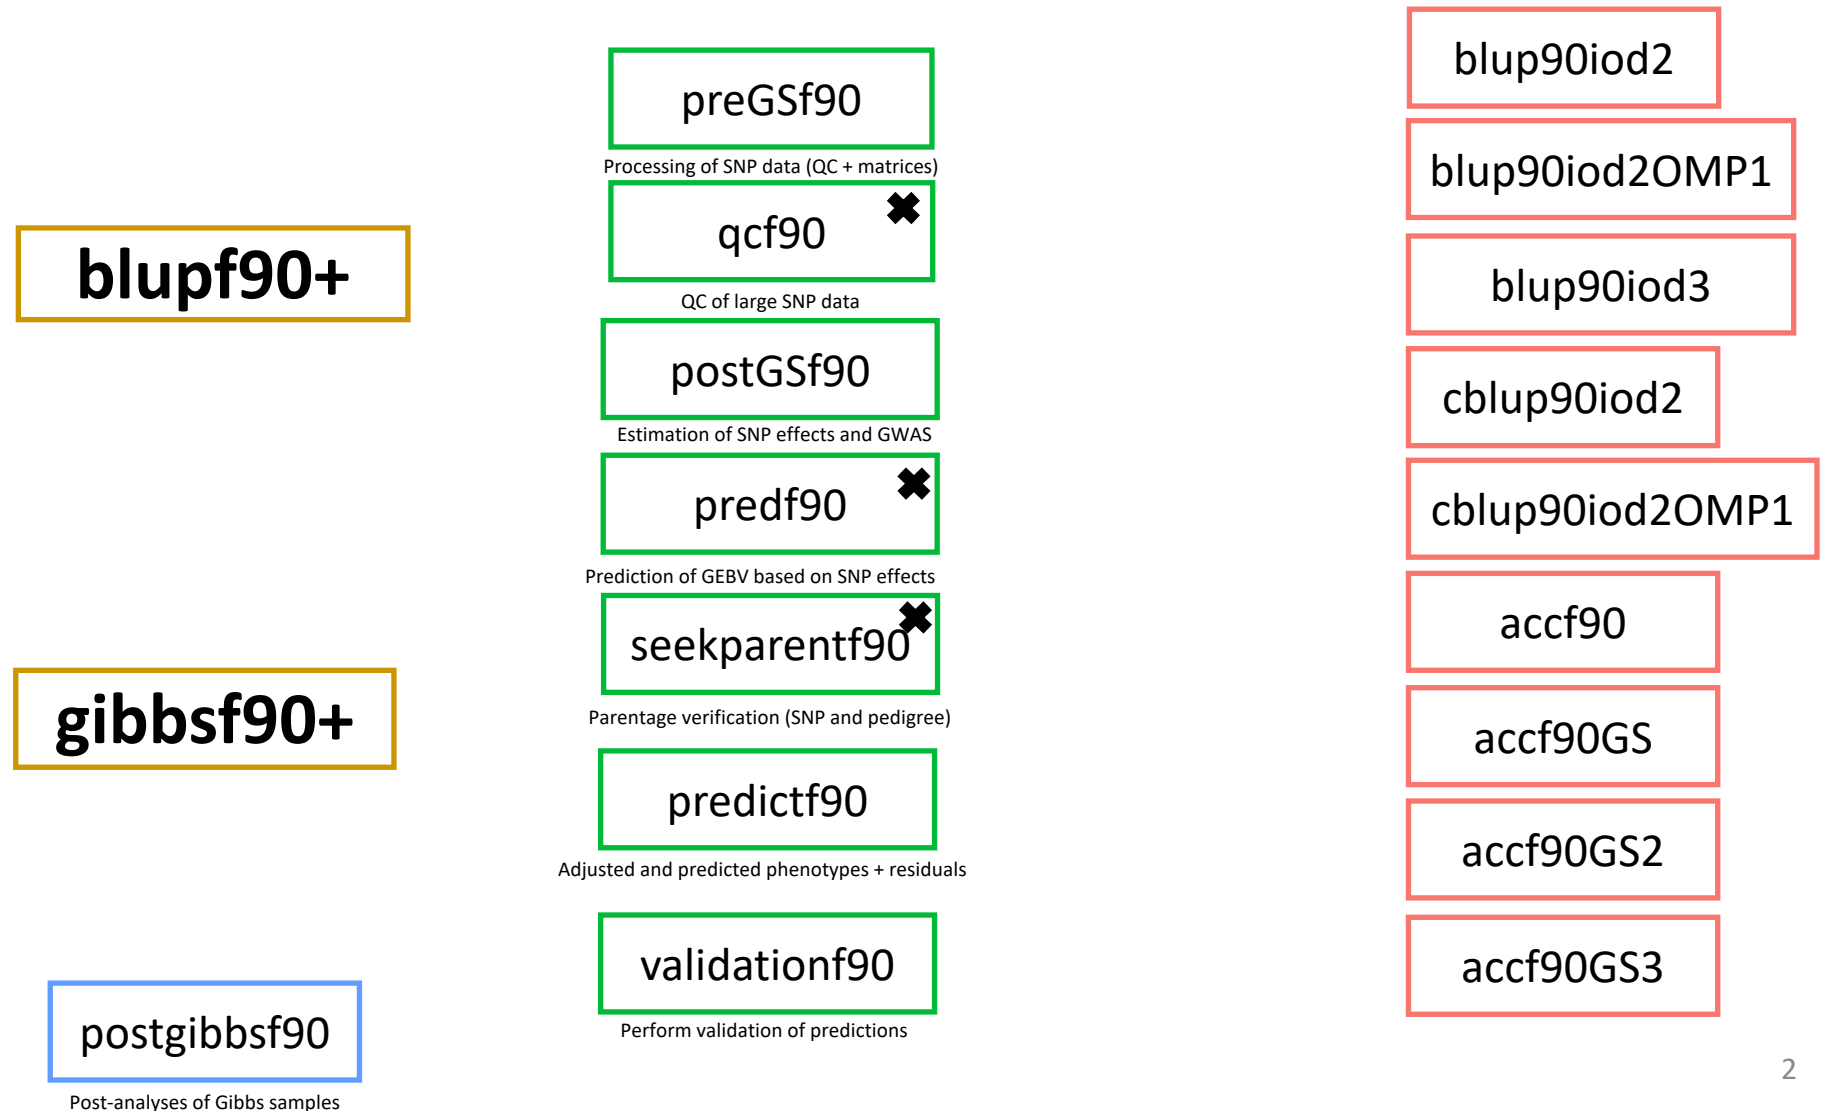 blupf90+
gibbsf90+
postgibbsf90
Post-analyses of Gibbs samples
preGSf90
Processing of SNP data (QC + matrices)
qcf90
QC of large SNP data
postGSf90
Estimation of SNP effects and GWAS
predf90
Prediction of GEBV based on SNP effects
seekparentf90
Parentage verification (SNP and pedigree)
predictf90
Adjusted and predicted phenotypes + residuals
validationf90
Perform validation of predictions
blup90iod2
blup90iod2OMP1
blup90iod3
cblup90iod2
cblup90iod2OMP1
accf90
accf90GS
accf90GS2
accf90GS3
2